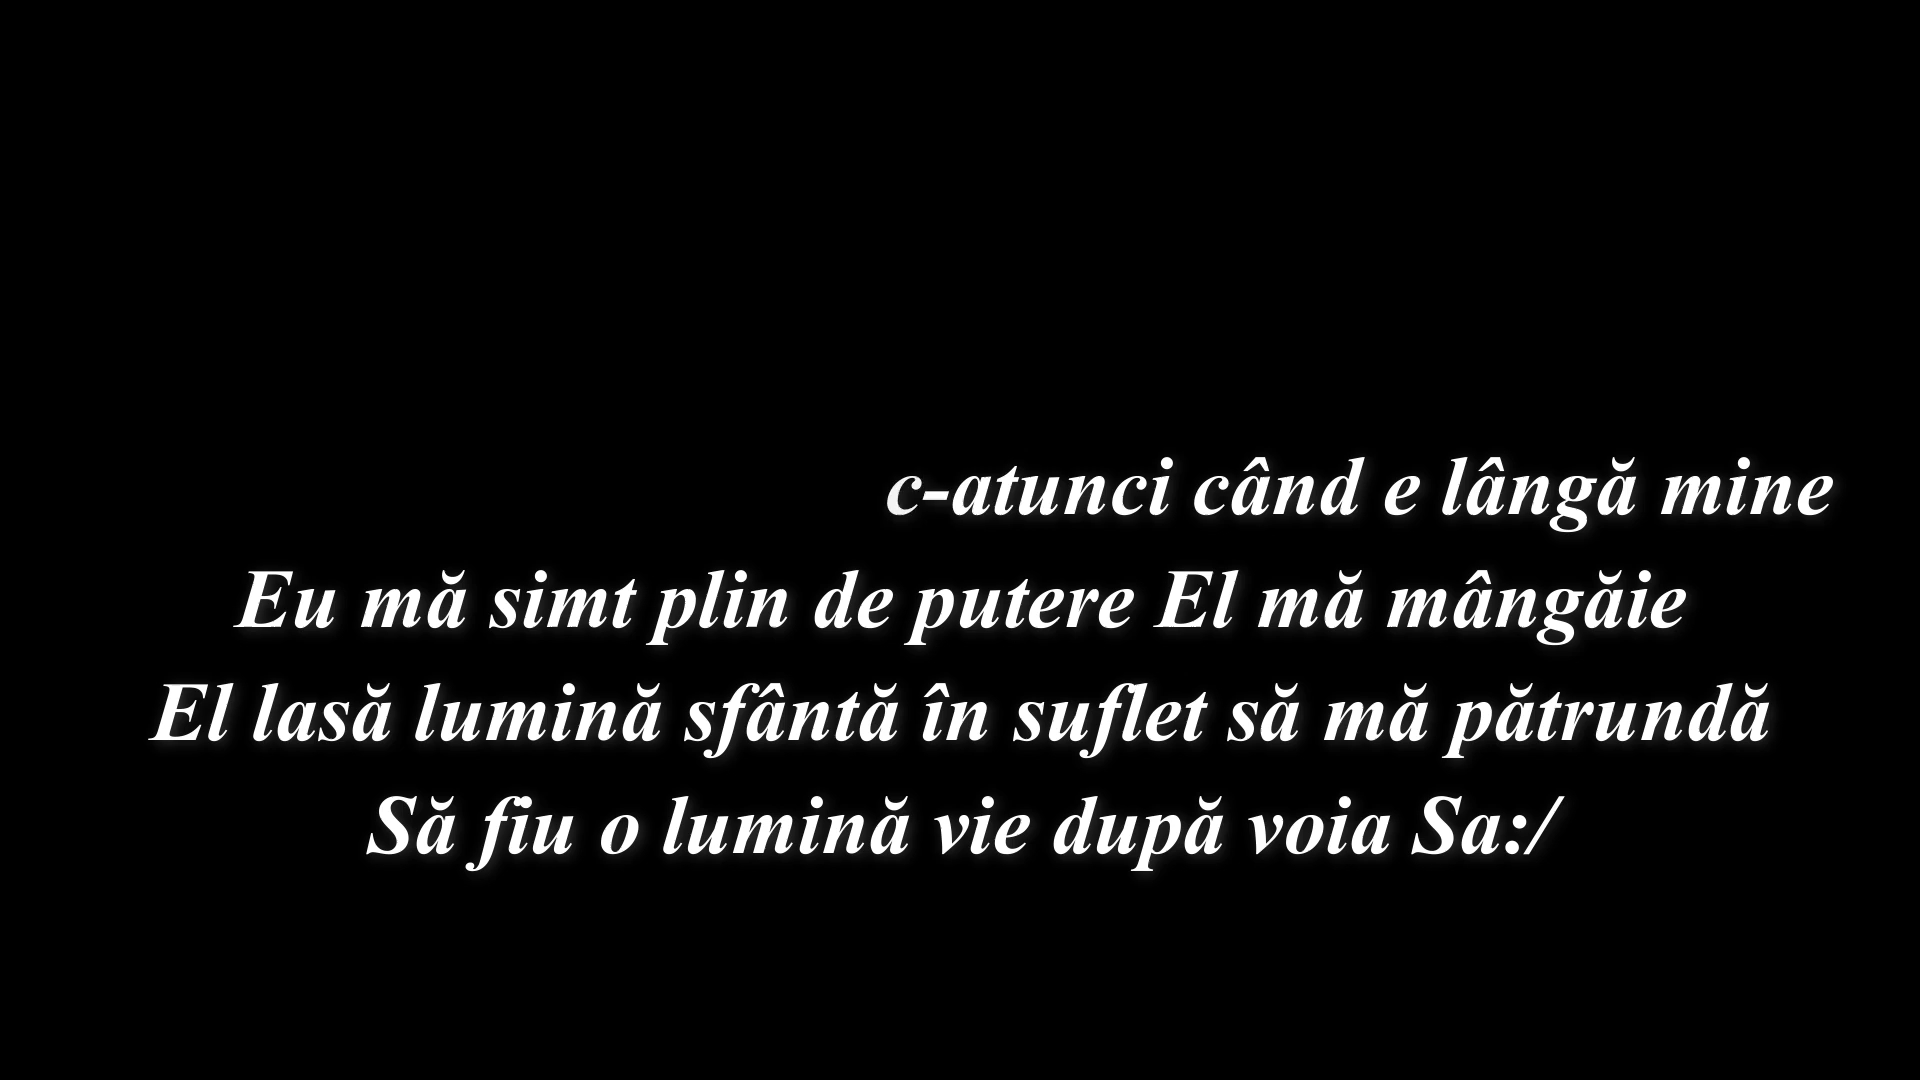 c-atunci când e lângă mine
Eu mă simt plin de putere El mă mângăie
El lasă lumină sfântă în suflet să mă pătrundă
Să fiu o lumină vie după voia Sa:/